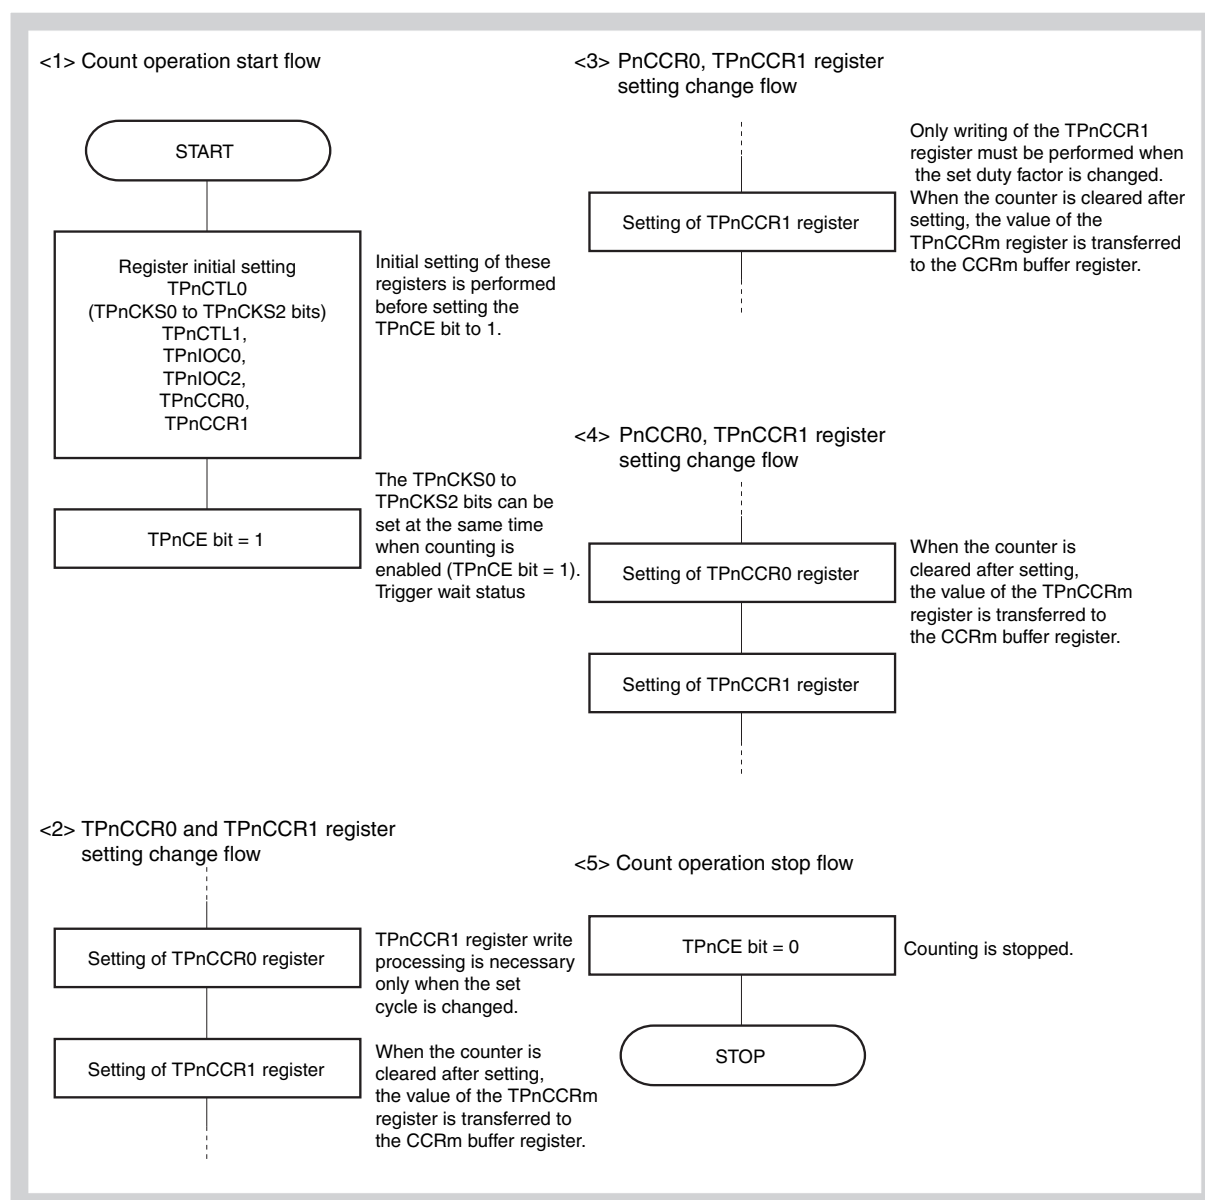 <1> Count operation start flow
START
Register initial setting
TPnCTL0
(TPnCKS0 to TPnCKS2 bits)
TPnCTL1,
TPnIOC0,
TPnIOC2,
TPnCCR0,
TPnCCR1
Initial setting of these
registers is performed
before setting the
TPnCE bit to 1.
TPnCE bit = 1
The TPnCKS0 to
TPnCKS2 bits can be
set at the same time
when counting is
enabled (TPnCE bit = 1).
Trigger wait status
<2> TPnCCR0 and TPnCCR1 register
setting change flow
Setting of TPnCCR0 register
TPnCCR1 register write
processing is necessary
only when the set
cycle is changed.
Setting of TPnCCR1 register
When the counter is
cleared after setting,
the value of the TPnCCRm
register is transferred to
the CCRm buffer register.
<3> PnCCR0, TPnCCR1 register
setting change flow
Setting of TPnCCR1 register
Only writing of the TPnCCR1
register must be performed when
the set duty factor is changed.
When the counter is cleared after
setting, the value of the
TPnCCRm register is transferred
to the CCRm buffer register.
<4> PnCCR0, TPnCCR1 register
setting change flow
Setting of TPnCCR0 register
When the counter is
cleared after setting,
the value of the TPnCCRm
register is transferred to
the CCRm buffer register.
Setting of TPnCCR1 register
<5> Count operation stop flow
TPnCE bit = 0
Counting is stopped.
STOP